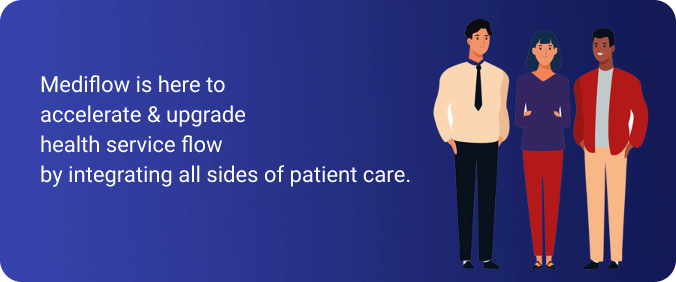 Mediflow is here to
accelerate & upgrade
health service flow
by integrating all sides of patient care.